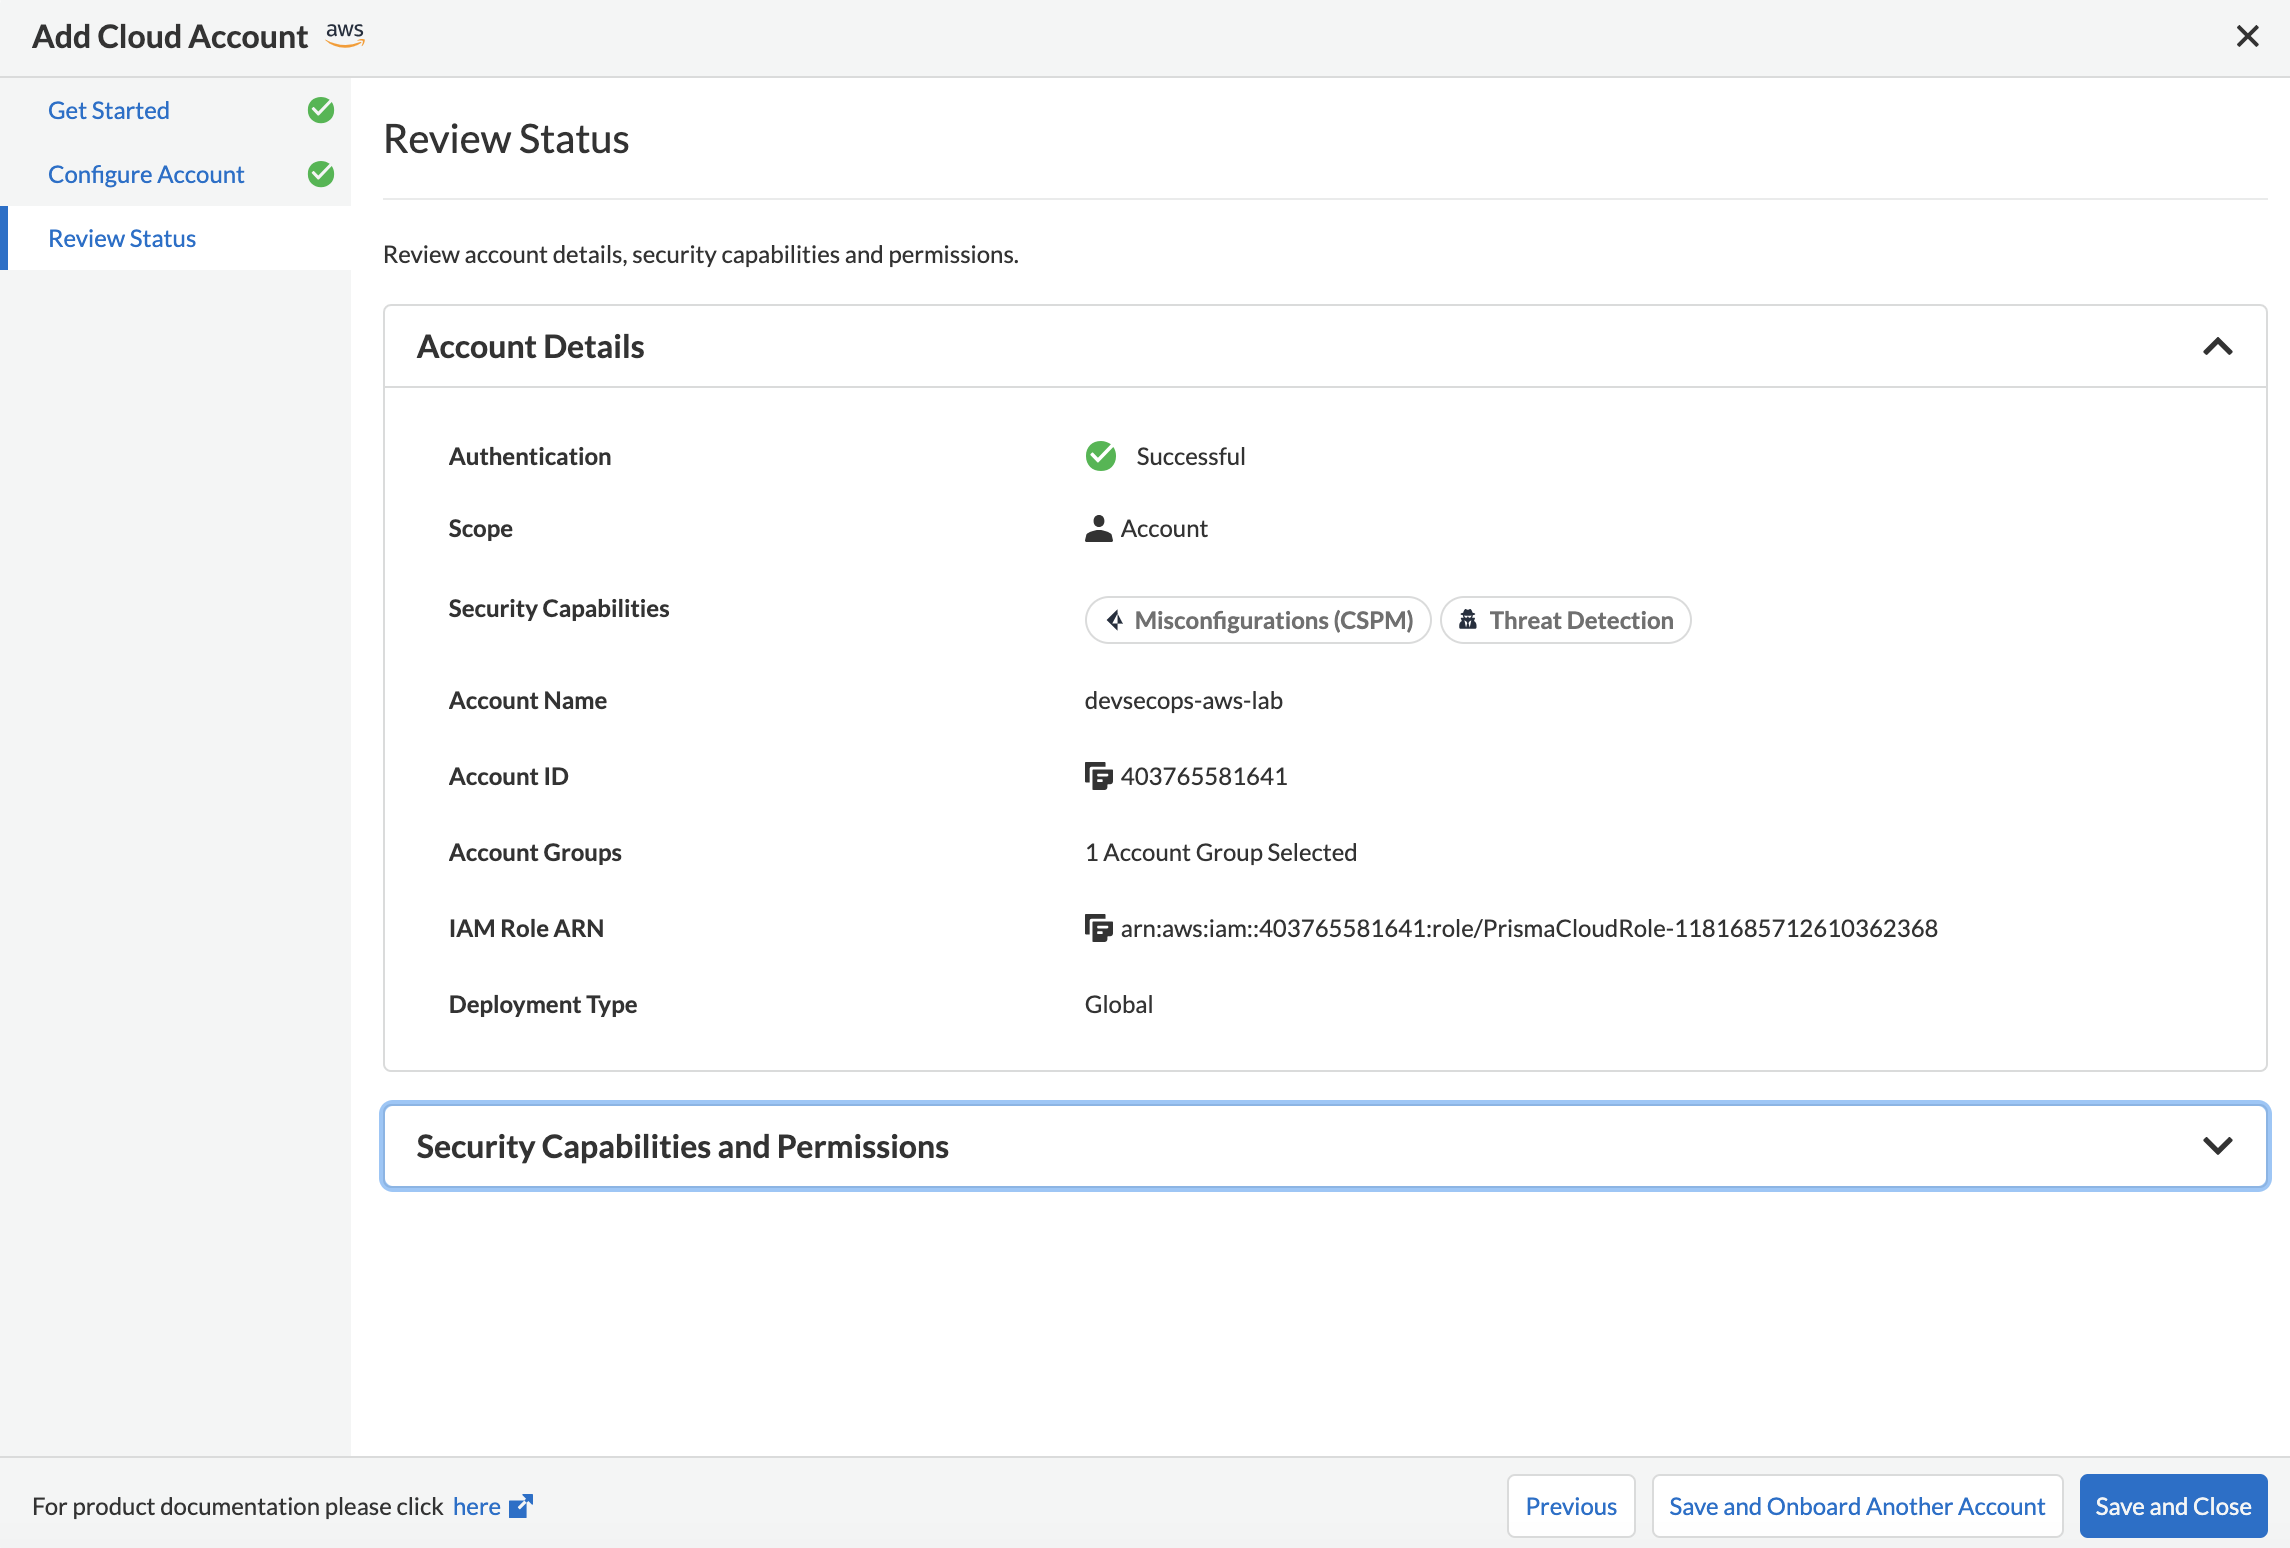 Add Cloud Account aws
Get Started
Configure Account
Review Status
Review Status
Review account details, security capabilities and permissions.
Account Details
Authentication Successful
Scope Account
Security Capabilities Misconfigurations (CSPM) Threat Detection
Account Name devsecops-aws-lab
Account ID 403765581641
Account Groups 1 Account Group Selected
IAM Role ARN arn:aws:iam::403765581641:role/PrismaCloudRole-1181685712610362368
Deployment Type Global
Security Capabilities and Permissions
For product documentation please click here
Previous Save and Onboard Another Account Save and Close